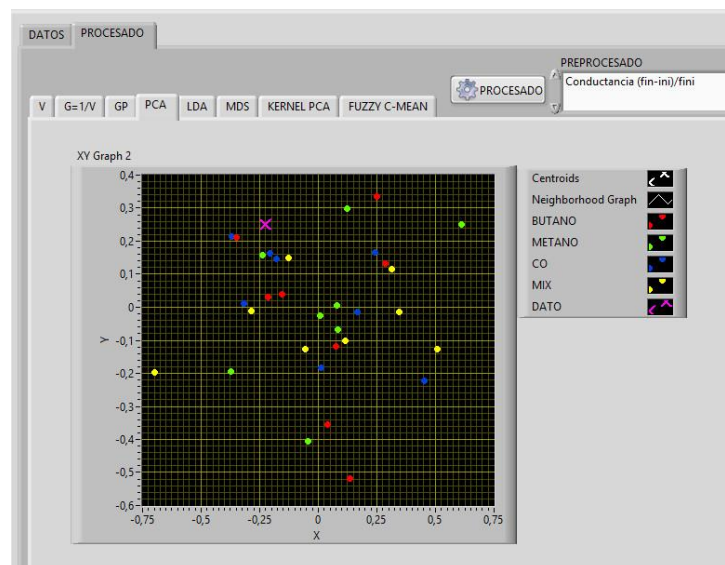 DATOS PROCESADO
PREPROCESADO
PROCESADO
Conductancia (fin-ini)/fini
V G=1/V GP PCA LDA MDS KERNEL PCA FUZZY C-MEAN
XY Graph 2
0,4
0,3
0,2
0,1
0
-0,1
-0,2
-0,3
-0,4
-0,5
-0,6
Y
-0,75 -0,5 -0,25 0 0,25 0,5 0,75
X
Centroids
Neighborhood Graph
BUTANO
METANO
CO
MIX
DATO